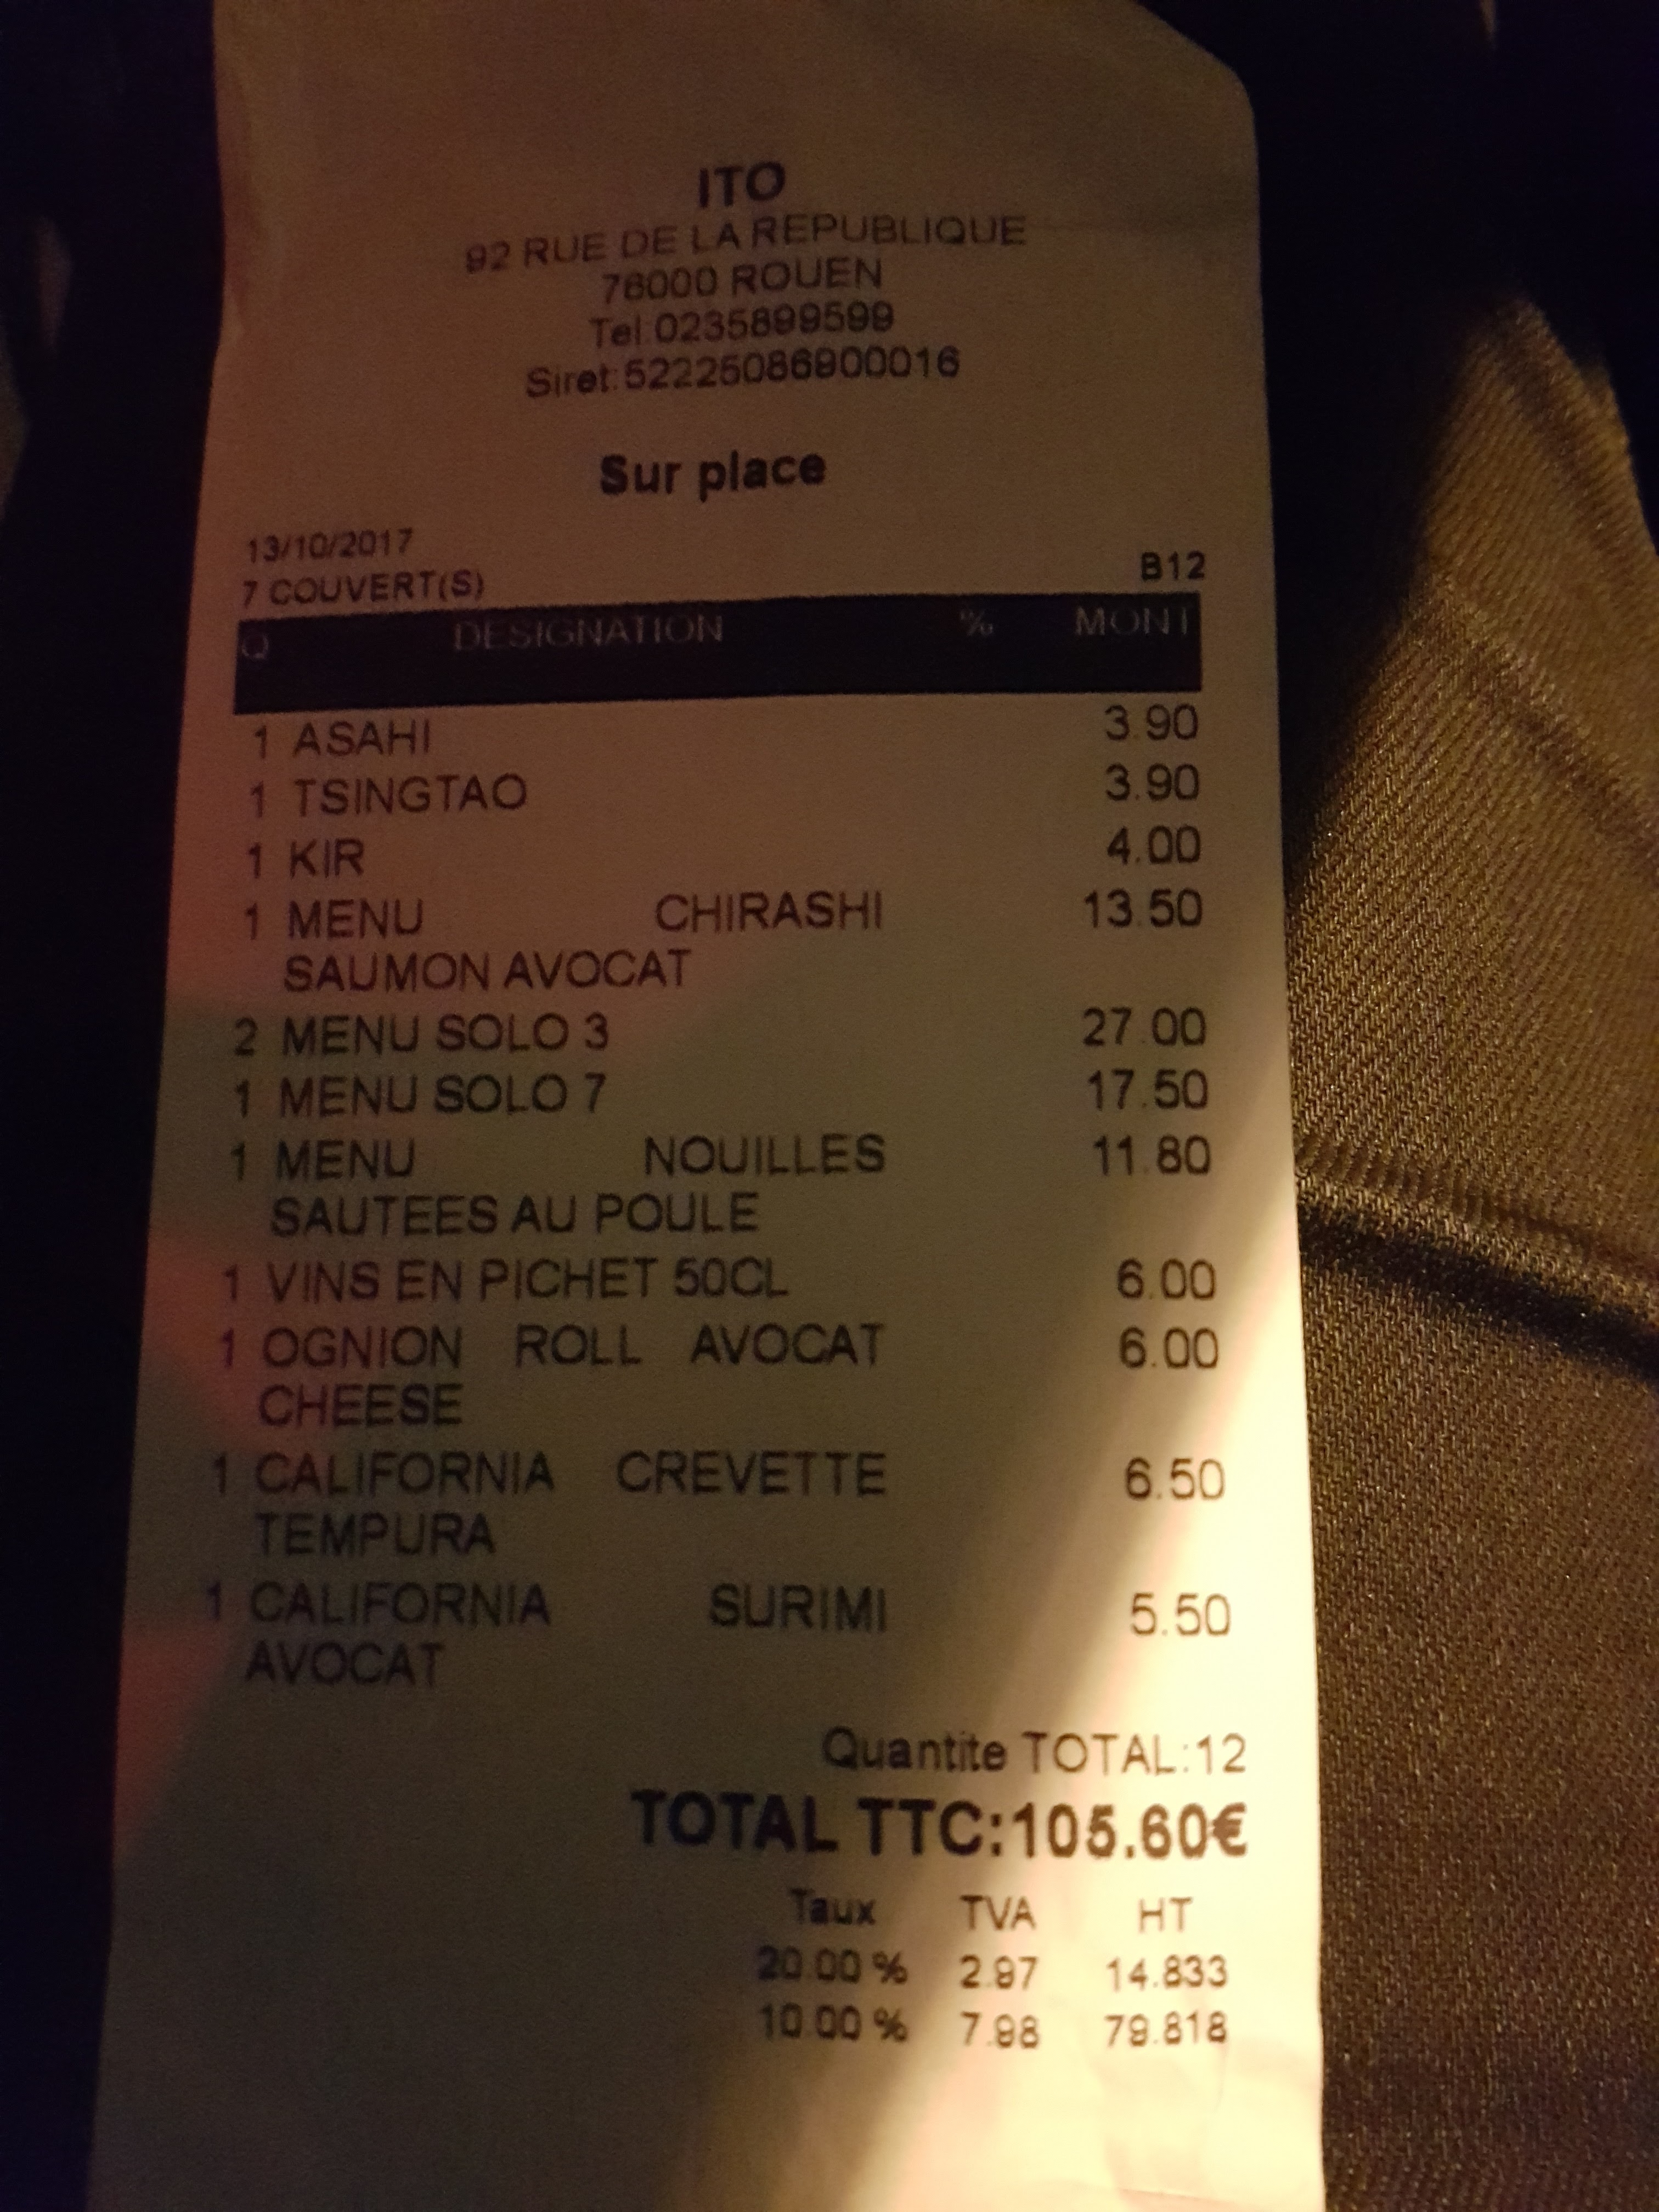 ITO
92 RUE DE LA REPUBLIQUE
76000 ROUEN
Tel:0235899599
Siret:52225086900016
Sur place
13/10/2017
7 COUVERT(S) B12
Q DESIGNATION % MONT
1 ASAHI 3.90
1 TSINGTAO 3.90
1 KIR 4.00
1 MENU CHIRASHI 13.50
SAUMON AVOCAT
2 MENU SOLO 3 27.00
1 MENU SOLO 7 17.50
1 MENU NOUILLES 11.80
SAUTEES AU POULE
1 VINS EN PICHET 50CL 6.00
1 OGNION ROLL AVOCAT 6.00
CHEESE
1 CALIFORNIA CREVETTE 6.50
TEMPURA
1 CALIFORNIA SURIMI 5.50
AVOCAT
Quantite TOTAL:12
TOTAL TTC:105.60€
Taux TVA HT
20.00 % 2.97 14.833
10.00 % 7.98 79.818